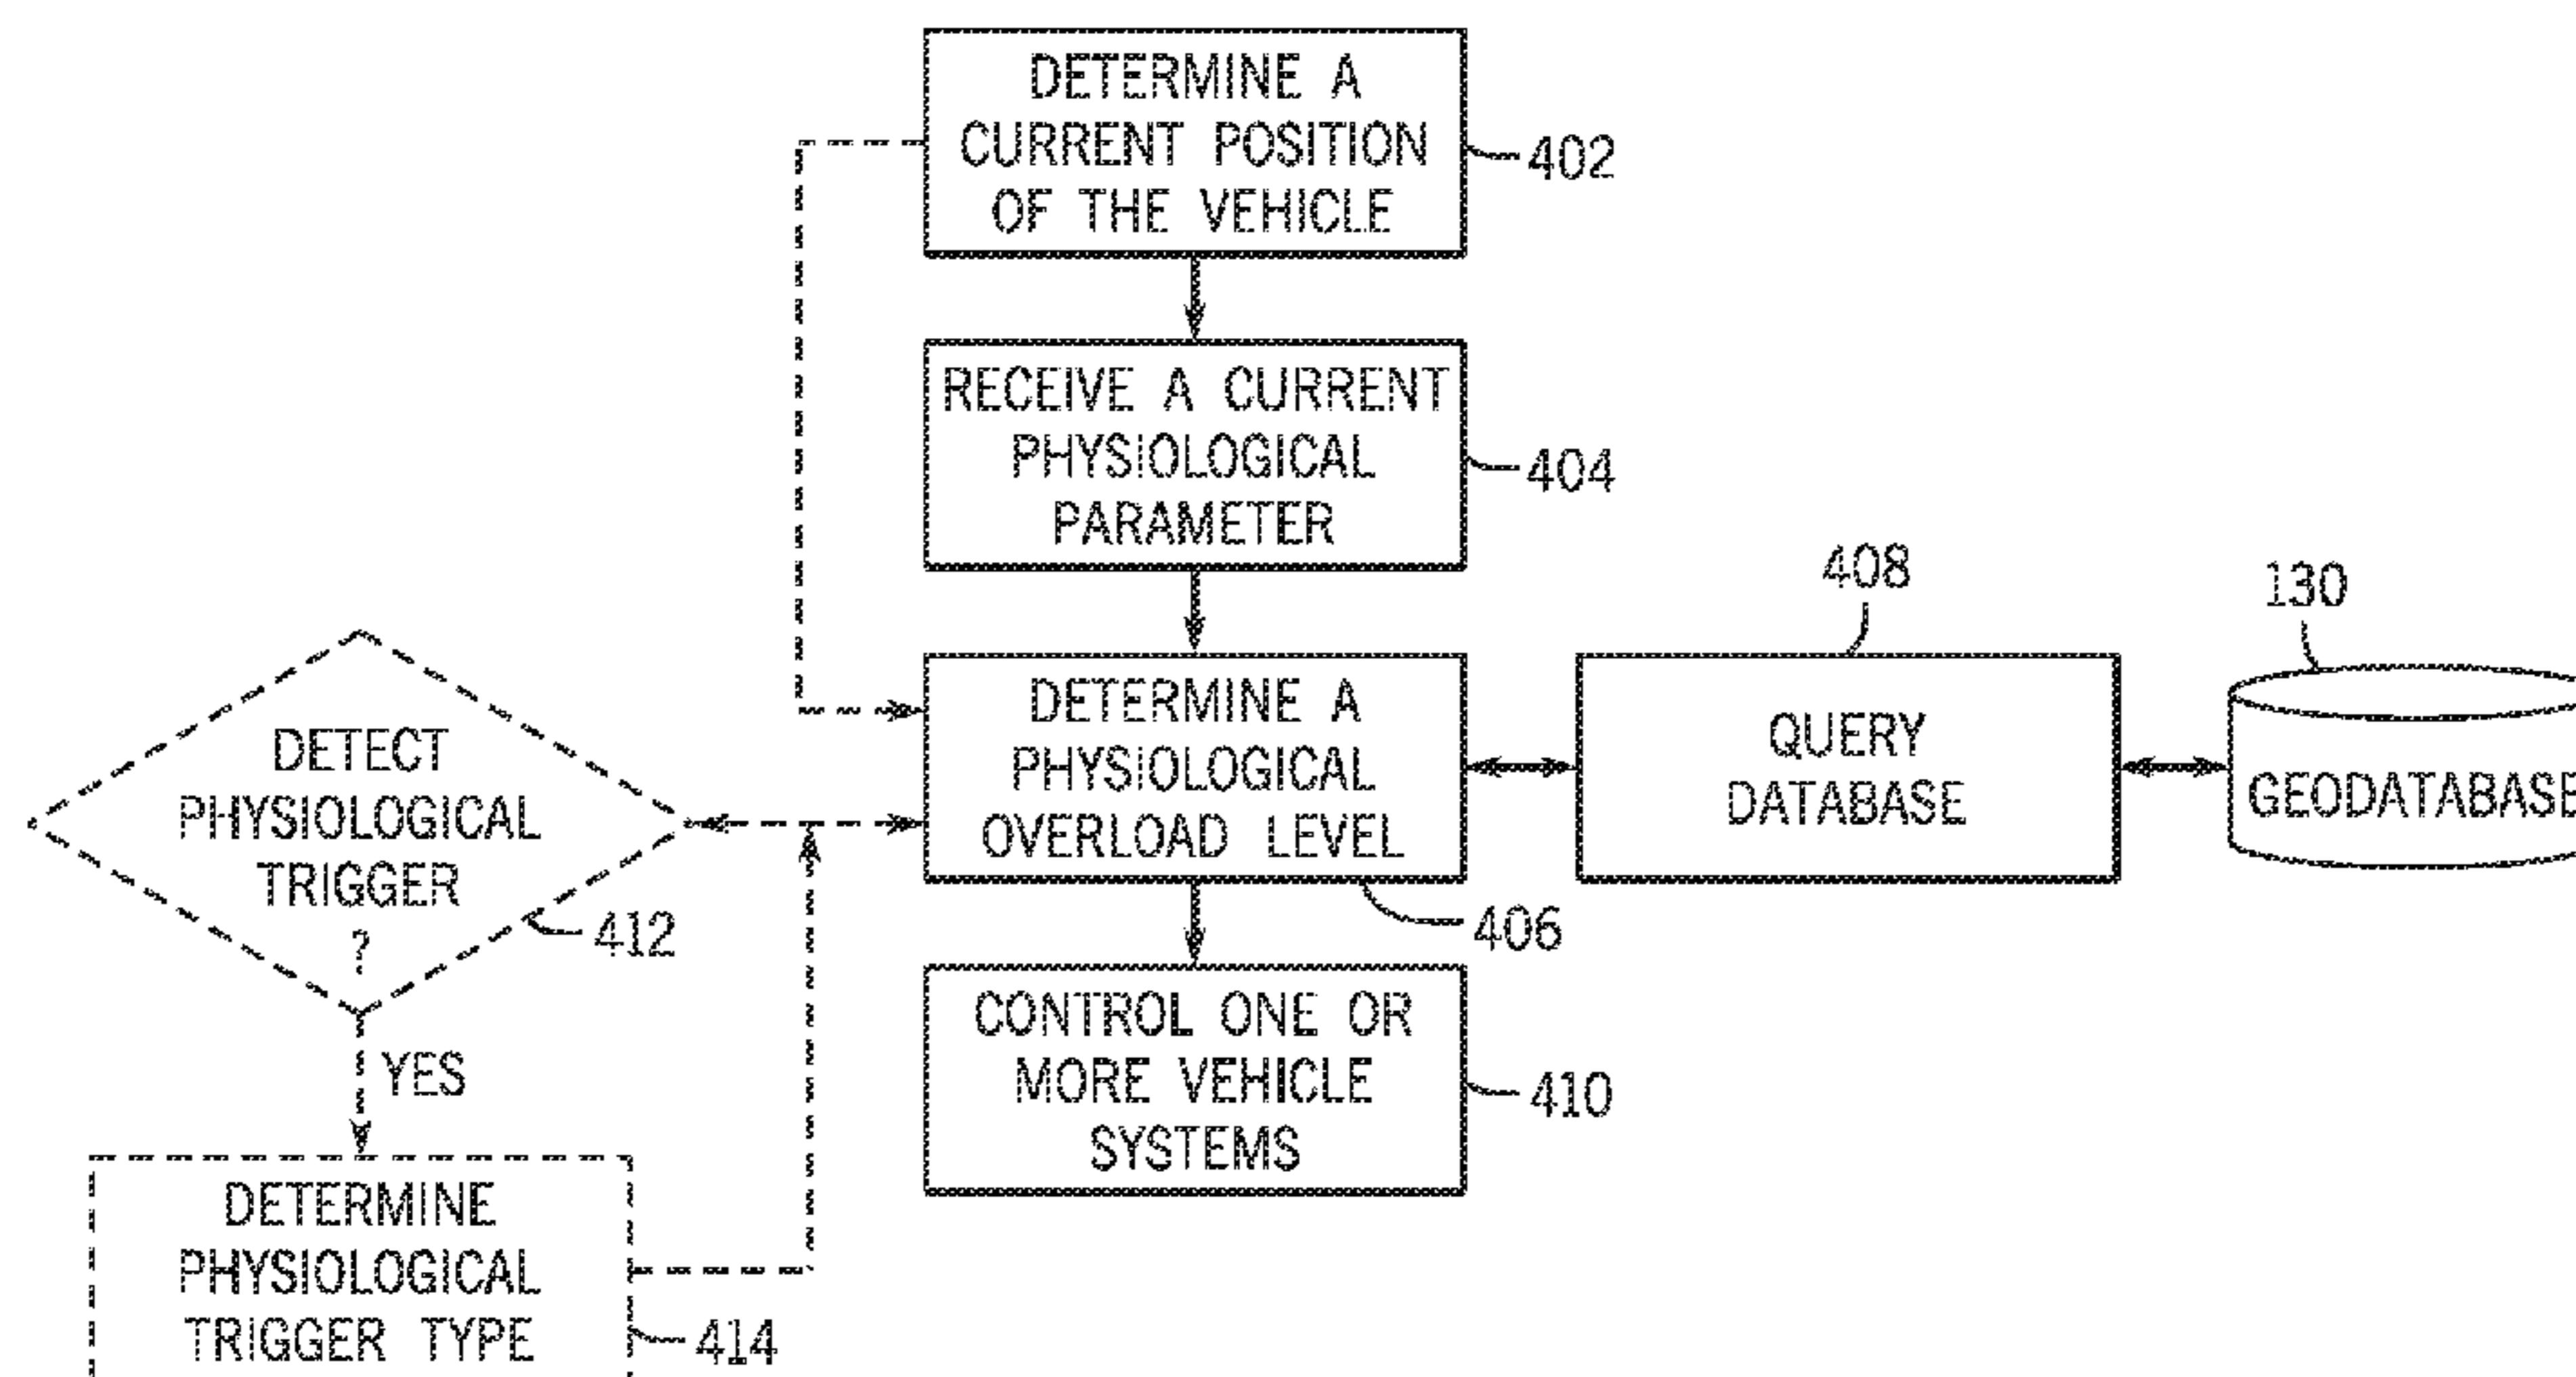 DETERMINE A
CURRENT POSITION
OF THE VEHICLE
402
RECEIVE A CURRENT
PHYSIOLOGICAL
PARAMETER
404
DETERMINE A
PHYSIOLOGICAL
OVERLOAD LEVEL
406
408
QUERY
DATABASE
130
GEODATABASE
DETECT
PHYSIOLOGICAL
TRIGGER
?
412
YES
DETERMINE
PHYSIOLOGICAL
TRIGGER TYPE
414
CONTROL ONE OR
MORE VEHICLE
SYSTEMS
410